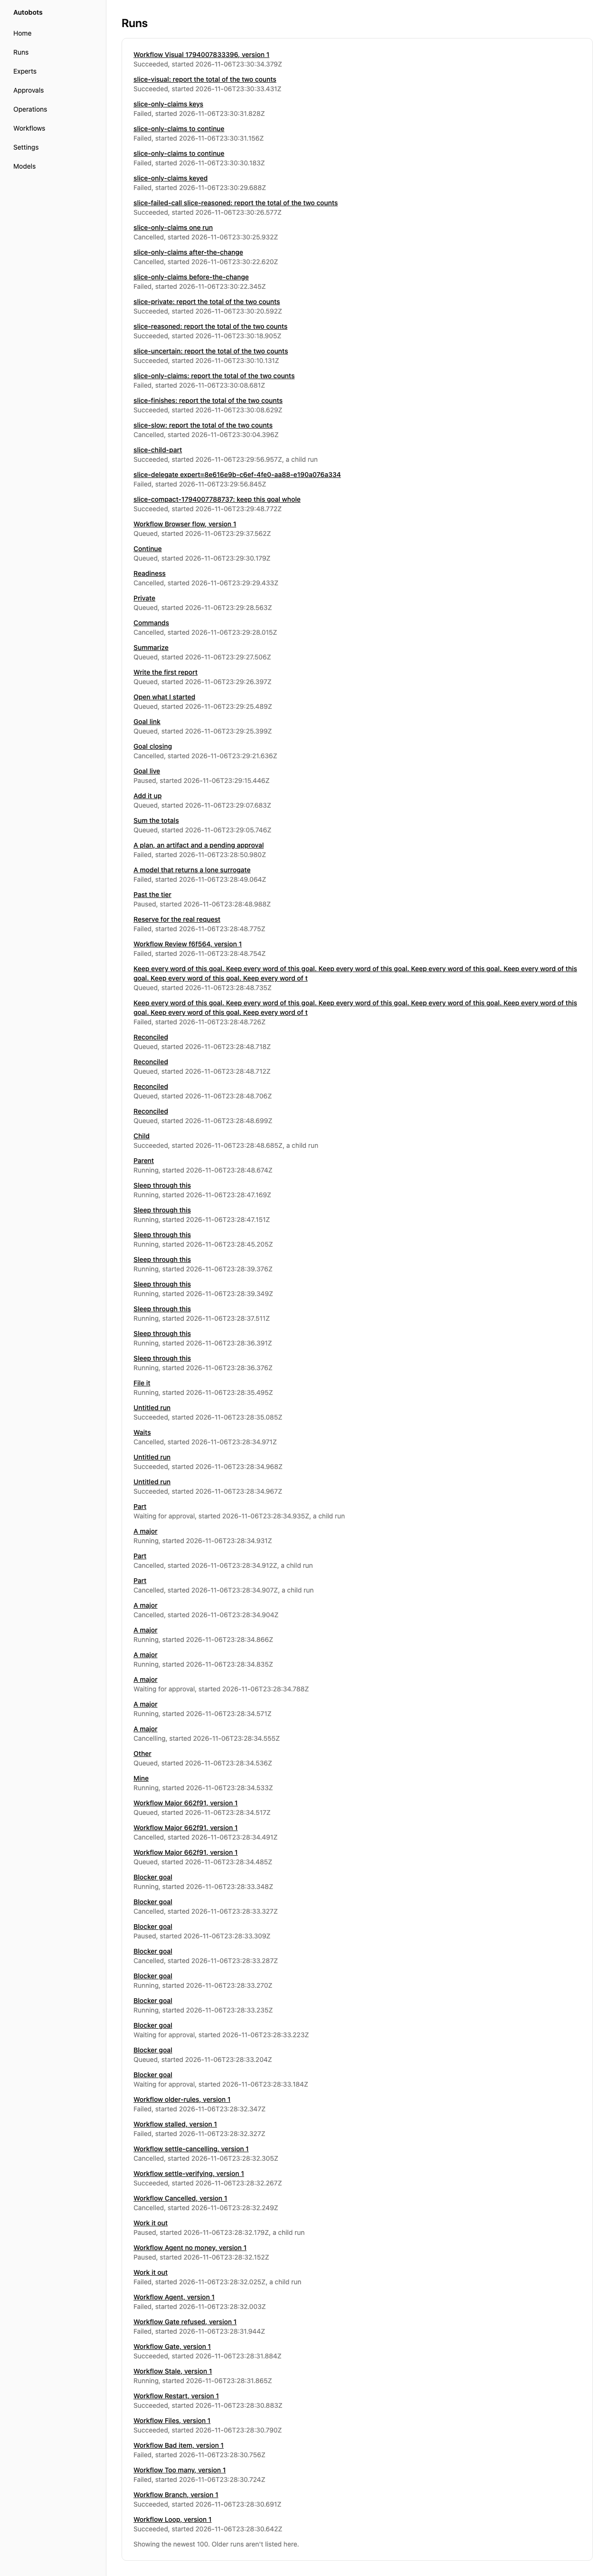 Autobots
Home
Runs
Experts
Approvals
Operations
Workflows
Settings
Models
Runs
Workflow Visual 1794007833396, version 1
Succeeded, started 2026-11-06T23:30:34.379Z
slice-visual: report the total of the two counts
Succeeded, started 2026-11-06T23:30:33.431Z
slice-only-claims keys
Failed, started 2026-11-06T23:30:31.828Z
slice-only-claims to continue
Failed, started 2026-11-06T23:30:31.156Z
slice-only-claims to continue
Failed, started 2026-11-06T23:30:30.183Z
slice-only-claims keyed
Failed, started 2026-11-06T23:30:29.688Z
slice-failed-call slice-reasoned: report the total of the two counts
Succeeded, started 2026-11-06T23:30:26.577Z
slice-only-claims one run
Cancelled, started 2026-11-06T23:30:25.932Z
slice-only-claims after-the-change
Cancelled, started 2026-11-06T23:30:22.620Z
slice-only-claims before-the-change
Failed, started 2026-11-06T23:30:22.345Z
slice-private: report the total of the two counts
Succeeded, started 2026-11-06T23:30:20.592Z
slice-reasoned: report the total of the two counts
Succeeded, started 2026-11-06T23:30:18.905Z
slice-uncertain: report the total of the two counts
Succeeded, started 2026-11-06T23:30:10.131Z
slice-only-claims: report the total of the two counts
Failed, started 2026-11-06T23:30:08.681Z
slice-finishes: report the total of the two counts
Succeeded, started 2026-11-06T23:30:08.629Z
slice-slow: report the total of the two counts
Cancelled, started 2026-11-06T23:30:04.396Z
slice-child-part
Succeeded, started 2026-11-06T23:29:56.957Z, a child run
slice-delegate expert=8e616e9b-c6ef-4fe0-aa88-e190a076a334
Failed, started 2026-11-06T23:29:56.845Z
slice-compact-1794007788737: keep this goal whole
Succeeded, started 2026-11-06T23:29:48.772Z
Workflow Browser flow, version 1
Queued, started 2026-11-06T23:29:37.562Z
Continue
Queued, started 2026-11-06T23:29:30.179Z
Readiness
Cancelled, started 2026-11-06T23:29:29.433Z
Private
Queued, started 2026-11-06T23:29:28.563Z
Commands
Cancelled, started 2026-11-06T23:29:28.015Z
Summarize
Queued, started 2026-11-06T23:29:27.506Z
Write the first report
Queued, started 2026-11-06T23:29:26.397Z
Open what I started
Queued, started 2026-11-06T23:29:25.489Z
Goal link
Queued, started 2026-11-06T23:29:25.399Z
Goal closing
Cancelled, started 2026-11-06T23:29:21.636Z
Goal live
Paused, started 2026-11-06T23:29:15.446Z
Add it up
Queued, started 2026-11-06T23:29:07.683Z
Sum the totals
Queued, started 2026-11-06T23:29:05.746Z
A plan, an artifact and a pending approval
Failed, started 2026-11-06T23:28:50.980Z
A model that returns a lone surrogate
Failed, started 2026-11-06T23:28:49.064Z
Past the tier
Paused, started 2026-11-06T23:28:48.988Z
Reserve for the real request
Failed, started 2026-11-06T23:28:48.775Z
Workflow Review f6f564, version 1
Failed, started 2026-11-06T23:28:48.754Z
Keep every word of this goal. Keep every word of this goal. Keep every word of this goal. Keep every word of this goal. Keep every word of this
goal. Keep every word of this goal. Keep every word of t
Queued, started 2026-11-06T23:28:48.735Z
Keep every word of this goal. Keep every word of this goal. Keep every word of this goal. Keep every word of this goal. Keep every word of this
goal. Keep every word of this goal. Keep every word of t
Failed, started 2026-11-06T23:28:48.726Z
Reconciled
Queued, started 2026-11-06T23:28:48.718Z
Reconciled
Queued, started 2026-11-06T23:28:48.712Z
Reconciled
Queued, started 2026-11-06T23:28:48.706Z
Reconciled
Queued, started 2026-11-06T23:28:48.699Z
Child
Succeeded, started 2026-11-06T23:28:48.685Z, a child run
Parent
Running, started 2026-11-06T23:28:48.674Z
Sleep through this
Running, started 2026-11-06T23:28:47.169Z
Sleep through this
Running, started 2026-11-06T23:28:47.151Z
Sleep through this
Running, started 2026-11-06T23:28:45.205Z
Sleep through this
Running, started 2026-11-06T23:28:39.376Z
Sleep through this
Running, started 2026-11-06T23:28:39.349Z
Sleep through this
Running, started 2026-11-06T23:28:37.511Z
Sleep through this
Running, started 2026-11-06T23:28:36.391Z
Sleep through this
Running, started 2026-11-06T23:28:36.376Z
File it
Running, started 2026-11-06T23:28:35.495Z
Untitled run
Succeeded, started 2026-11-06T23:28:35.085Z
Waits
Cancelled, started 2026-11-06T23:28:34.971Z
Untitled run
Succeeded, started 2026-11-06T23:28:34.968Z
Untitled run
Succeeded, started 2026-11-06T23:28:34.967Z
Part
Waiting for approval, started 2026-11-06T23:28:34.935Z, a child run
A major
Running, started 2026-11-06T23:28:34.931Z
Part
Cancelled, started 2026-11-06T23:28:34.912Z, a child run
Part
Cancelled, started 2026-11-06T23:28:34.907Z, a child run
A major
Cancelled, started 2026-11-06T23:28:34.904Z
A major
Running, started 2026-11-06T23:28:34.866Z
A major
Running, started 2026-11-06T23:28:34.835Z
A major
Waiting for approval, started 2026-11-06T23:28:34.788Z
A major
Running, started 2026-11-06T23:28:34.571Z
A major
Cancelling, started 2026-11-06T23:28:34.555Z
Other
Queued, started 2026-11-06T23:28:34.536Z
Mine
Running, started 2026-11-06T23:28:34.533Z
Workflow Major 662f91, version 1
Queued, started 2026-11-06T23:28:34.517Z
Workflow Major 662f91, version 1
Cancelled, started 2026-11-06T23:28:34.491Z
Workflow Major 662f91, version 1
Queued, started 2026-11-06T23:28:34.485Z
Blocker goal
Running, started 2026-11-06T23:28:33.348Z
Blocker goal
Cancelled, started 2026-11-06T23:28:33.327Z
Blocker goal
Paused, started 2026-11-06T23:28:33.309Z
Blocker goal
Cancelled, started 2026-11-06T23:28:33.287Z
Blocker goal
Running, started 2026-11-06T23:28:33.270Z
Blocker goal
Running, started 2026-11-06T23:28:33.235Z
Blocker goal
Waiting for approval, started 2026-11-06T23:28:33.223Z
Blocker goal
Queued, started 2026-11-06T23:28:33.204Z
Blocker goal
Waiting for approval, started 2026-11-06T23:28:33.184Z
Workflow older-rules, version 1
Failed, started 2026-11-06T23:28:32.347Z
Workflow stalled, version 1
Failed, started 2026-11-06T23:28:32.327Z
Workflow settle-cancelling, version 1
Cancelled, started 2026-11-06T23:28:32.305Z
Workflow settle-verifying, version 1
Succeeded, started 2026-11-06T23:28:32.267Z
Workflow Cancelled, version 1
Cancelled, started 2026-11-06T23:28:32.249Z
Work it out
Paused, started 2026-11-06T23:28:32.179Z, a child run
Workflow Agent no money, version 1
Paused, started 2026-11-06T23:28:32.152Z
Work it out
Failed, started 2026-11-06T23:28:32.025Z, a child run
Workflow Agent, version 1
Failed, started 2026-11-06T23:28:32.003Z
Workflow Gate refused, version 1
Failed, started 2026-11-06T23:28:31.944Z
Workflow Gate, version 1
Succeeded, started 2026-11-06T23:28:31.884Z
Workflow Stale, version 1
Running, started 2026-11-06T23:28:31.865Z
Workflow Restart, version 1
Succeeded, started 2026-11-06T23:28:30.883Z
Workflow Files, version 1
Succeeded, started 2026-11-06T23:28:30.790Z
Workflow Bad item, version 1
Failed, started 2026-11-06T23:28:30.756Z
Workflow Too many, version 1
Failed, started 2026-11-06T23:28:30.724Z
Workflow Branch, version 1
Succeeded, started 2026-11-06T23:28:30.691Z
Workflow Loop, version 1
Succeeded, started 2026-11-06T23:28:30.642Z
Showing the newest 100. Older runs aren't listed here.